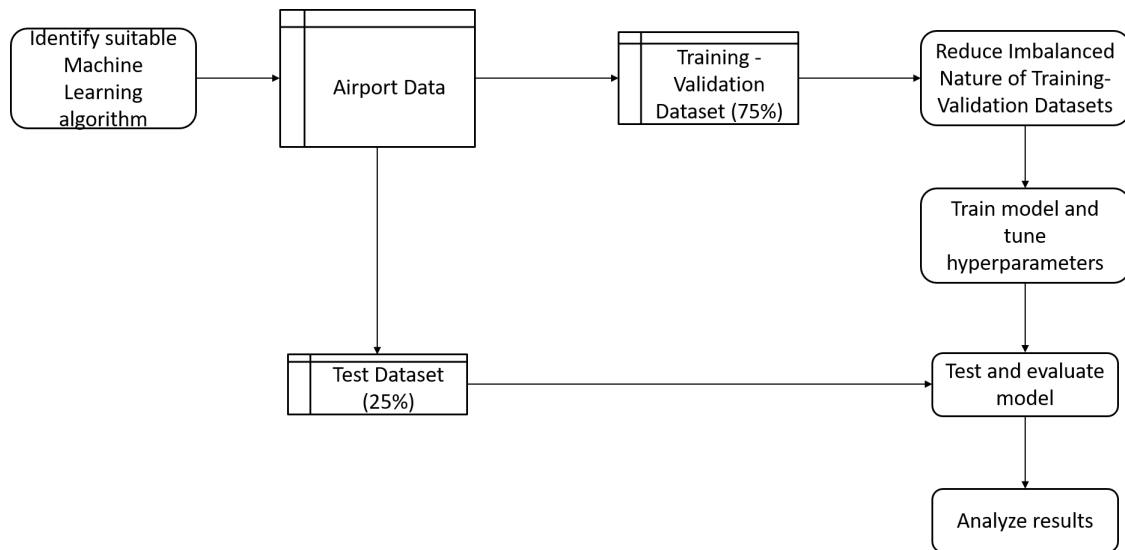 Identify suitable
Machine
Learning
algorithm
Airport Data
Training -
Validation
Dataset (75%)
Reduce Imbalanced
Nature of Training-
Validation Datasets
Train model and
tune
hyperparameters
Test Dataset
(25%)
Test and evaluate
model
Analyze results